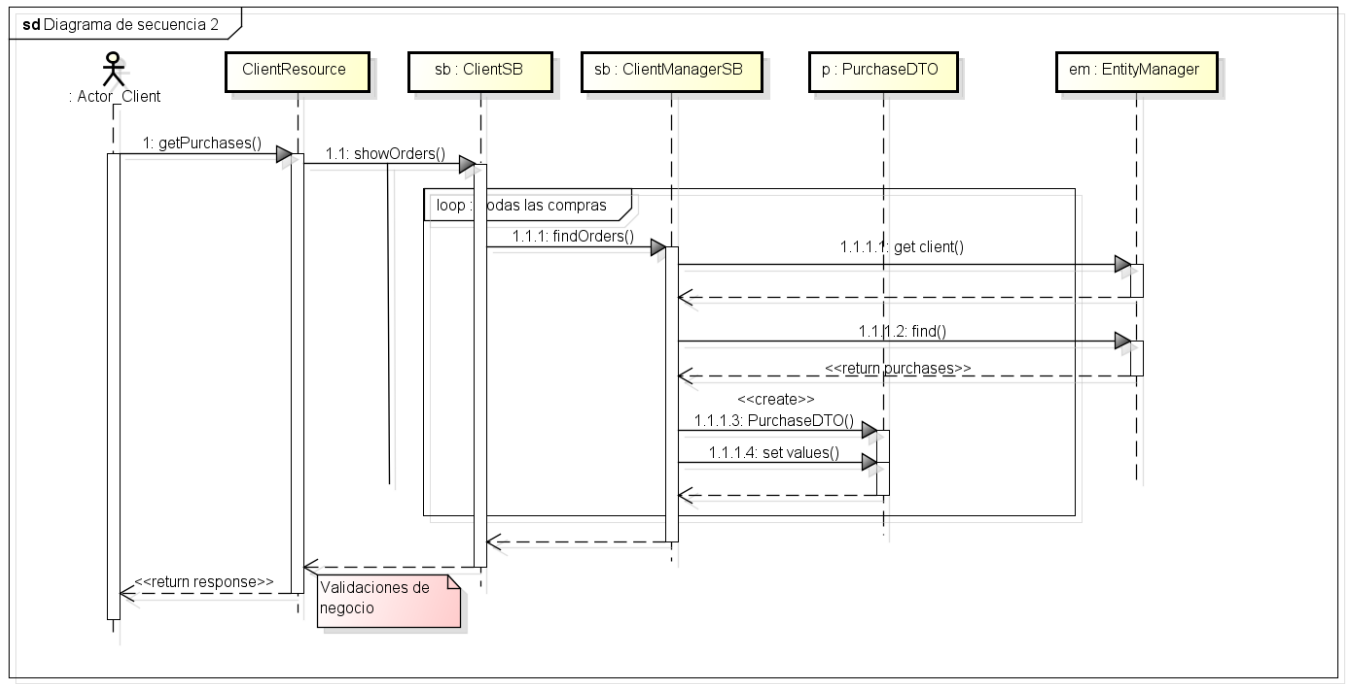 sd Diagrama de secuencia 2
: Actor_Client
ClientResource
sb : ClientSB
sb : ClientManagerSB
p : PurchaseDTO
em : EntityManager
1: getPurchases()
1.1: showOrders()
loop : todas las compras
1.1.1: findOrders()
1.1.1.1: get client()
1.1.1.2: find()
<<return purchases>>
<<create>>
1.1.1.3: PurchaseDTO()
1.1.1.4: set values()
<<return response>>
Validaciones de
negocio